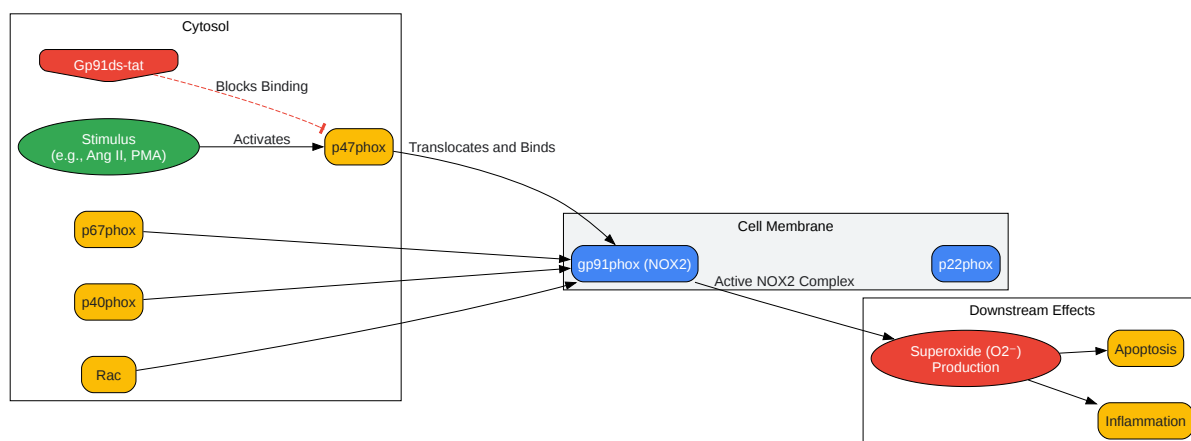 Cytosol
Gp91ds-tat
Blocks Binding
Stimulus
(e.g., Ang II, PMA)
Activates
p47phox
Translocates and Binds
p67phox
Cell Membrane
gp91phox (NOX2)
p22phox
Active NOX2 Complex
p40phox
Downstream Effects
Superoxide (O2⁻)
Production
Apoptosis
Rac
Inflammation